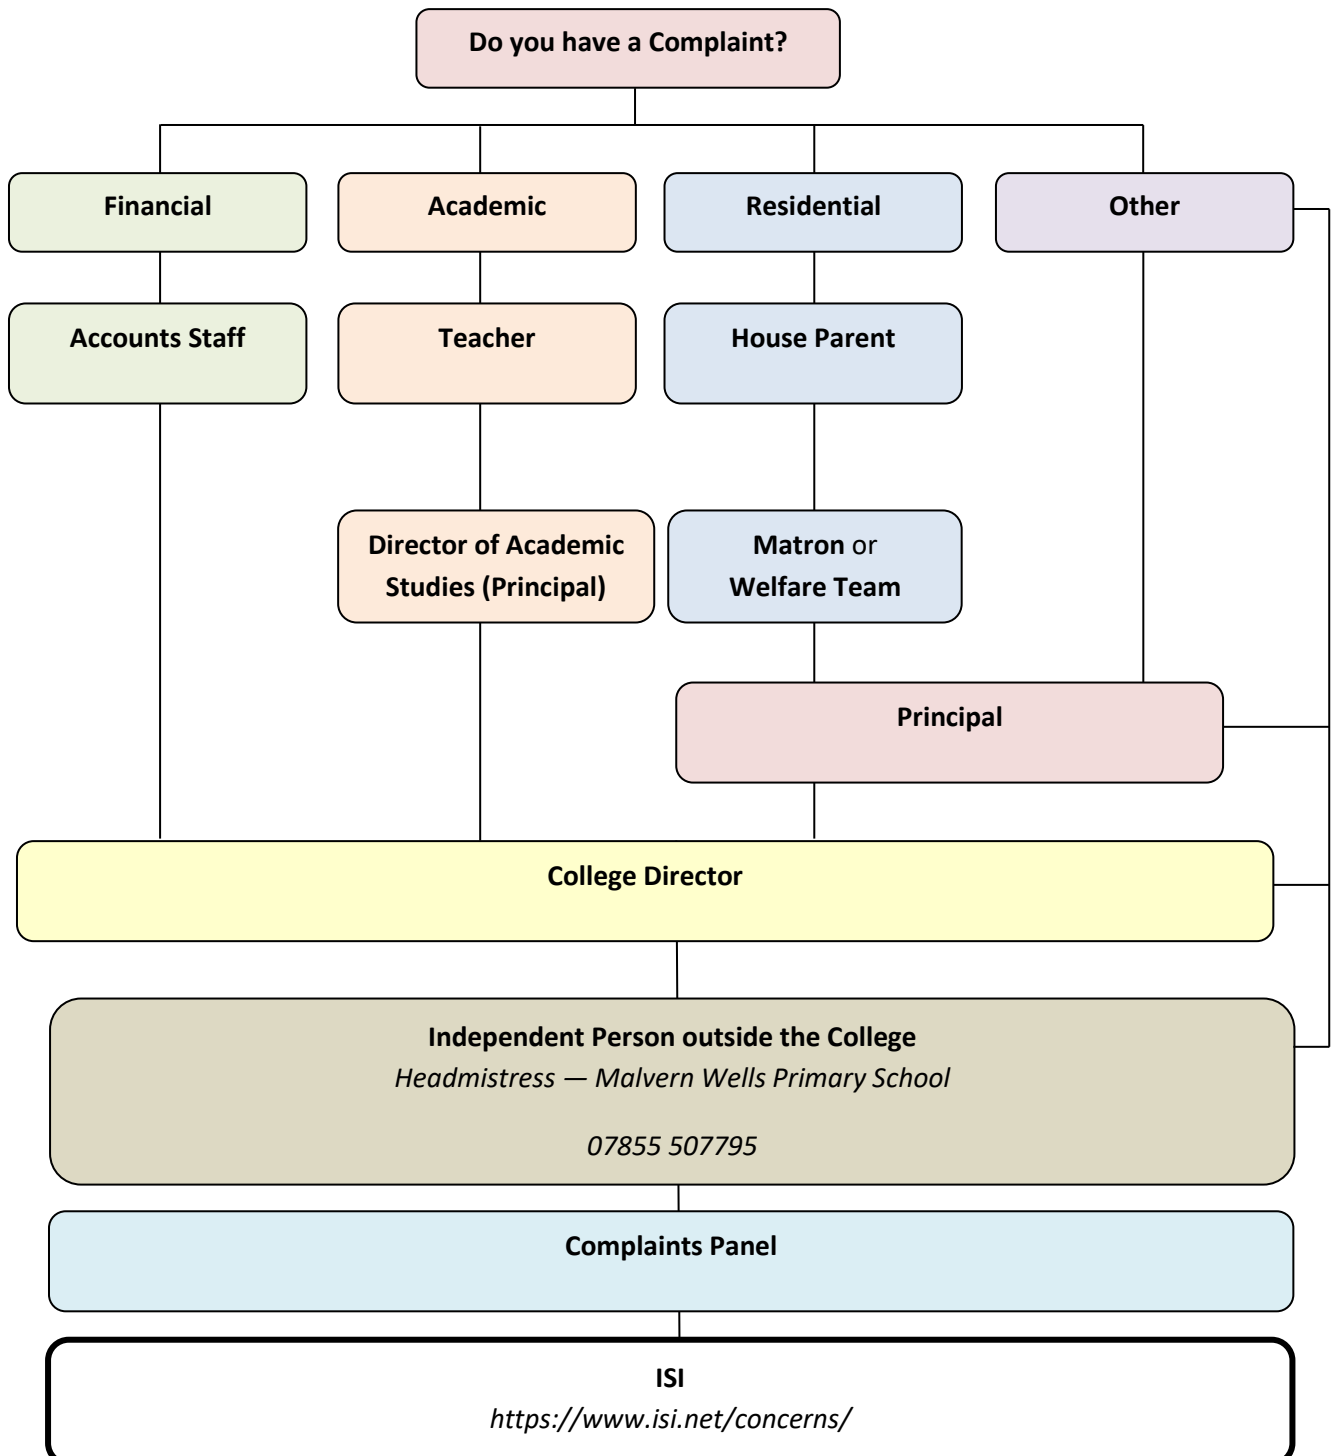 Do you have a Complaint?
Financial
Academic
Residential
Other
Accounts Staff
Teacher
House Parent
Director of Academic
Studies (Principal)
Matron or
Welfare Team
Principal
College Director
Independent Person outside the College
Headmistress — Malvern Wells Primary School
07855 507795
Complaints Panel
ISI
https://www.isi.net/concerns/